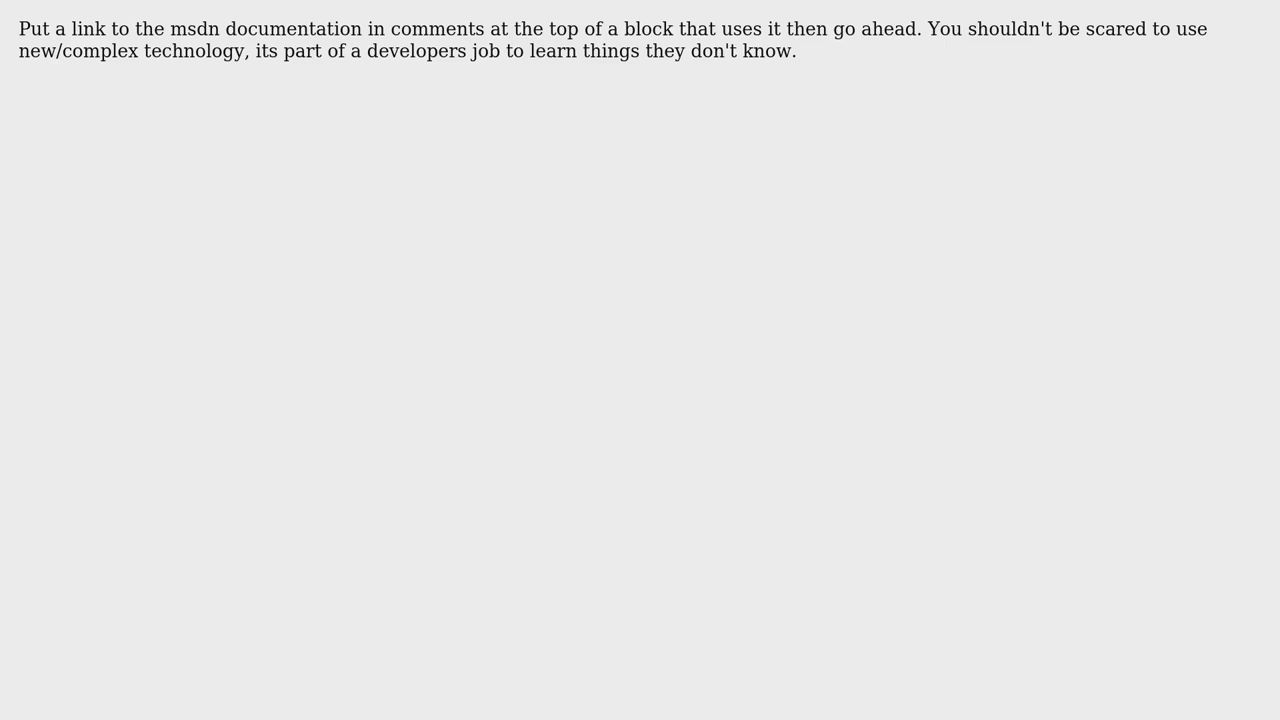 Put a link to the msdn documentation in comments at the top of a block that uses it then go ahead. You shouldn't be scared to use
new/complex technology, its part of a developers job to learn things they don't know.